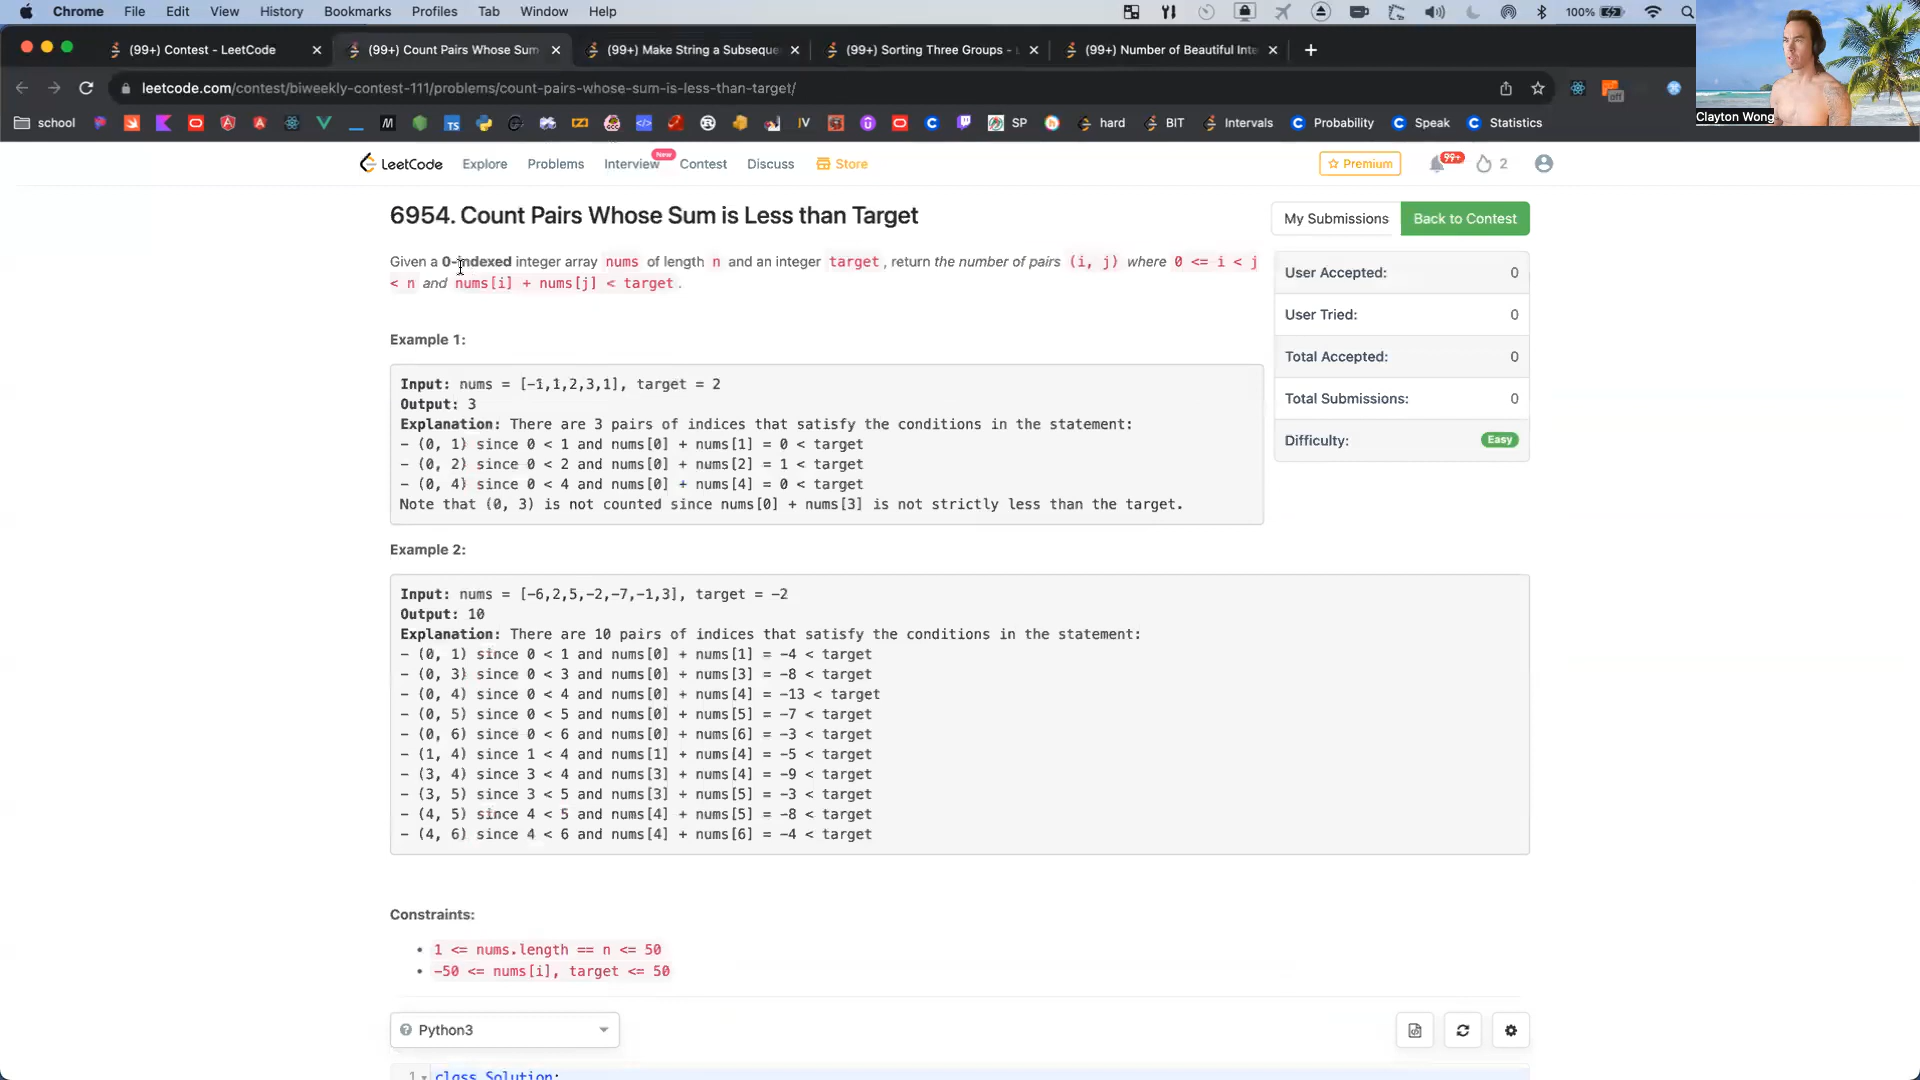 Chrome File Edit View History Bookmarks Profiles Tab Window Help 100%
(99+) Contest - LeetCode (99+) Count Pairs Whose Sum (99+) Make String a Subseque (99+) Sorting Three Groups - L (99+) Number of Beautiful Inte
leetcode.com/contest/biweekly-contest-111/problems/count-pairs-whose-sum-is-less-than-target/
off
Clayton Wong
school TS JV SP hard BIT Intervals Probability Speak Statistics
LeetCode Explore Problems Interview New Contest Discuss Store Premium 99+ 2
6954. Count Pairs Whose Sum is Less than Target
My Submissions Back to Contest
Given a 0-indexed integer array nums of length n and an integer target, return the number of pairs (i, j) where 0 <= i < j
< n and nums[i] + nums[j] < target.
User Accepted: 0
User Tried: 0
Total Accepted: 0
Total Submissions: 0
Difficulty: Easy
Example 1:
Input: nums = [-1,1,2,3,1], target = 2
Output: 3
Explanation: There are 3 pairs of indices that satisfy the conditions in the statement:
- (0, 1) since 0 < 1 and nums[0] + nums[1] = 0 < target
- (0, 2) since 0 < 2 and nums[0] + nums[2] = 1 < target
- (0, 4) since 0 < 4 and nums[0] + nums[4] = 0 < target
Note that (0, 3) is not counted since nums[0] + nums[3] is not strictly less than the target.
Example 2:
Input: nums = [-6,2,5,-2,-7,-1,3], target = -2
Output: 10
Explanation: There are 10 pairs of indices that satisfy the conditions in the statement:
- (0, 1) since 0 < 1 and nums[0] + nums[1] = -4 < target
- (0, 3) since 0 < 3 and nums[0] + nums[3] = -8 < target
- (0, 4) since 0 < 4 and nums[0] + nums[4] = -13 < target
- (0, 5) since 0 < 5 and nums[0] + nums[5] = -7 < target
- (0, 6) since 0 < 6 and nums[0] + nums[6] = -3 < target
- (1, 4) since 1 < 4 and nums[1] + nums[4] = -5 < target
- (3, 4) since 3 < 4 and nums[3] + nums[4] = -9 < target
- (3, 5) since 3 < 5 and nums[3] + nums[5] = -3 < target
- (4, 5) since 4 < 5 and nums[4] + nums[5] = -8 < target
- (4, 6) since 4 < 6 and nums[4] + nums[6] = -4 < target
Constraints:
• 1 <= nums.length == n <= 50
• -50 <= nums[i], target <= 50
Python3
1 class Solution: